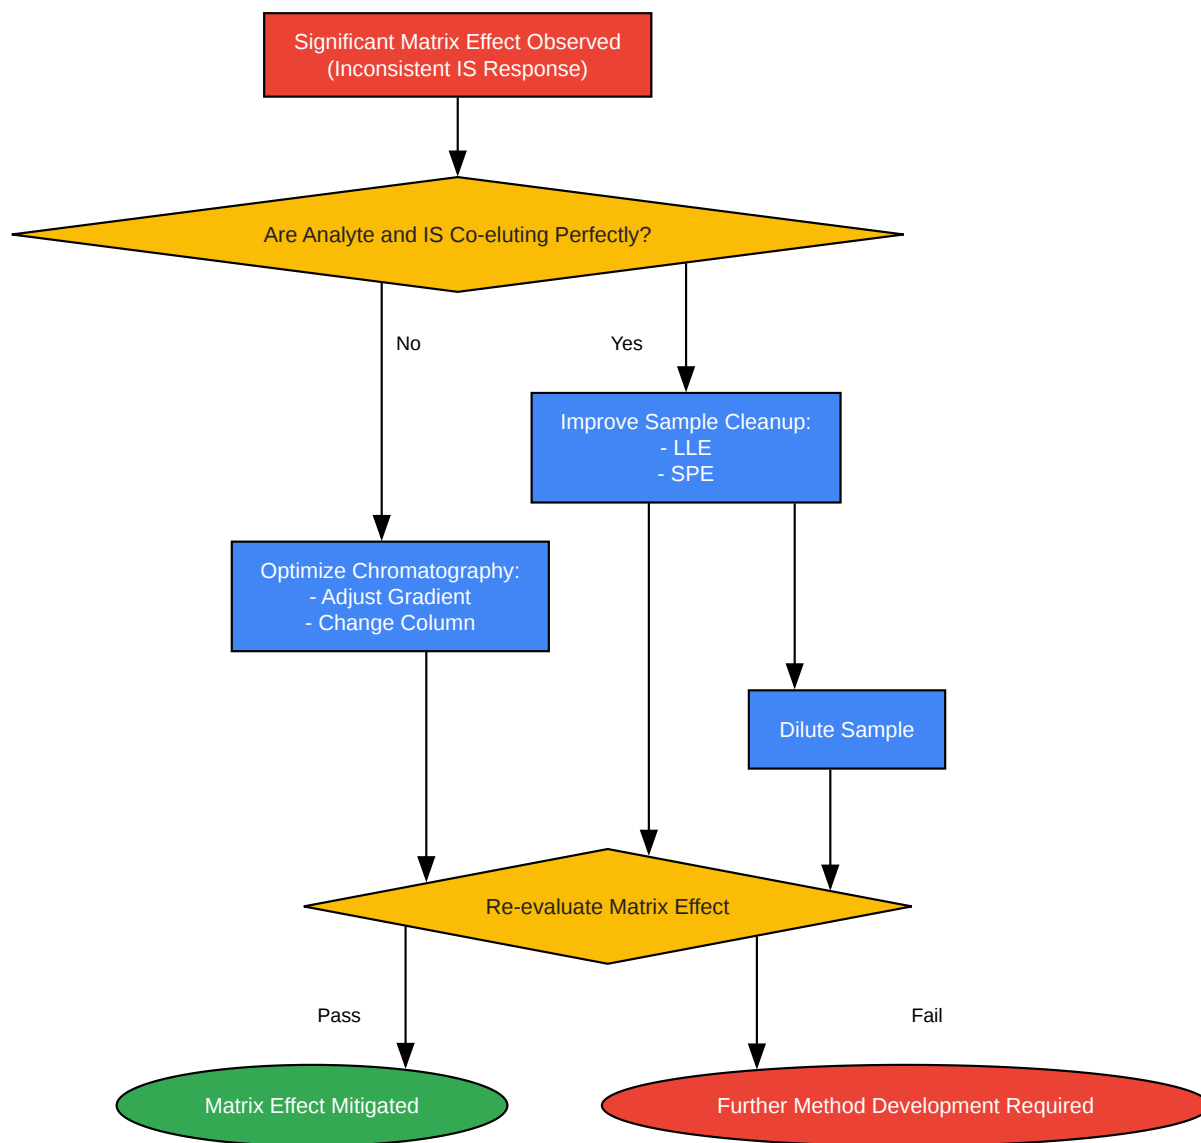 Significant Matrix Effect Observed
(Inconsistent IS Response)
Are Analyte and IS Co-eluting Perfectly?
No
Yes
Improve Sample Cleanup:
- LLE
- SPE
Optimize Chromatography:
- Adjust Gradient
- Change Column
Dilute Sample
Re-evaluate Matrix Effect
Pass
Fail
Matrix Effect Mitigated
Further Method Development Required